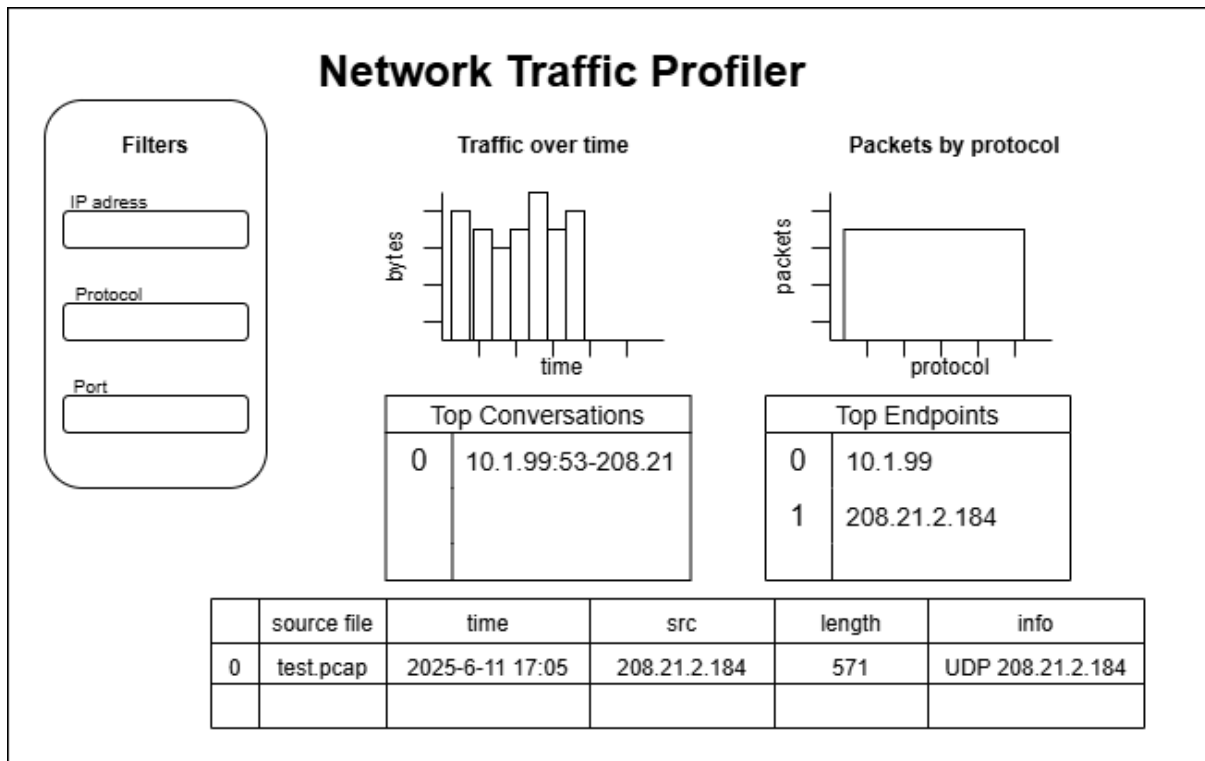 Network Traffic Profiler
Filters
IP adress
Protocol
Port
Traffic over time
bytes
time
Packets by protocol
packets
protocol
Top Conversations
0 10.1.99:53-208.21
Top Endpoints
0 10.1.99
1 208.21.2.184
source file time src length info
0 test.pcap 2025-6-11 17:05 208.21.2.184 571 UDP 208.21.2.184